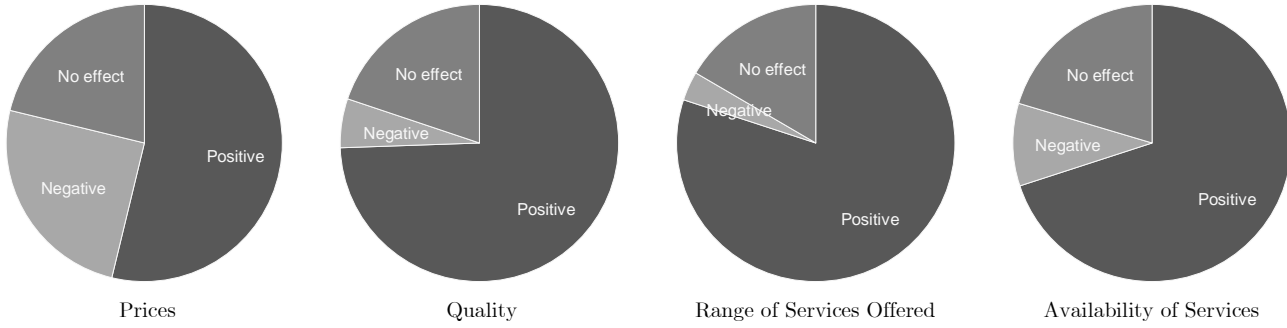 No effect
Negative
Positive
Prices
No effect
Negative
Positive
Quality
No effect
Negative
Positive
Range of Services Offered
No effect
Negative
Positive
Availability of Services